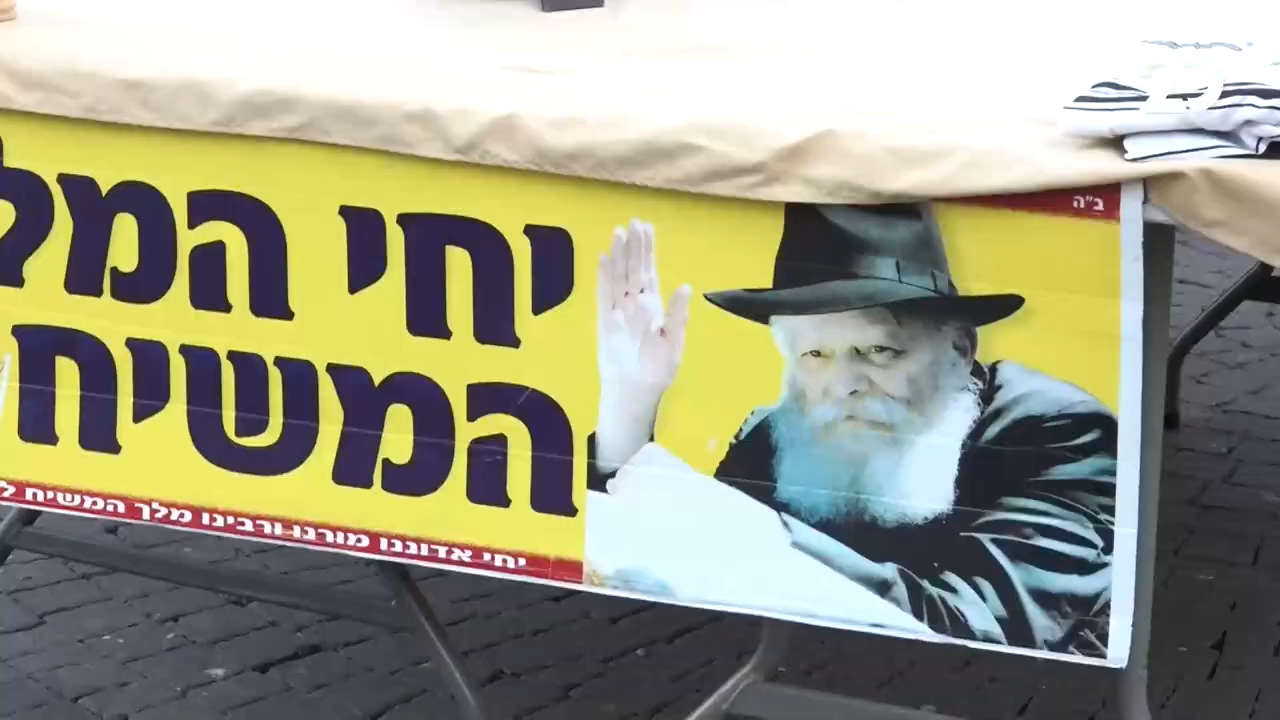 ב"ה
יחי המל
המשיח
יחי אדוננו מורנו ורבינו מלך המשיח ל